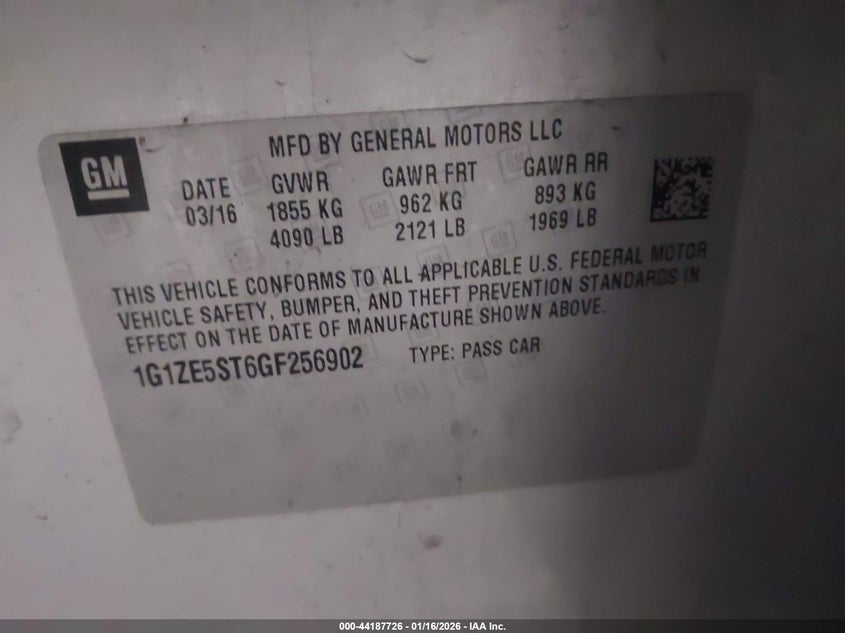 MFD BY GENERAL MOTORS LLC
GM®
DATE GVWR GAWR FRT GAWR RR
03/16 1855 KG 962 KG 893 KG
4090 LB 2121 LB 1969 LB
THIS VEHICLE CONFORMS TO ALL APPLICABLE U.S. FEDERAL MOTOR
VEHICLE SAFETY, BUMPER, AND THEFT PREVENTION STANDARDS IN
EFFECT ON THE DATE OF MANUFACTURE SHOWN ABOVE.
1G1ZE5ST6GF256902 TYPE: PASS CAR
000-44187726 - 01/16/2026 - IAA Inc.